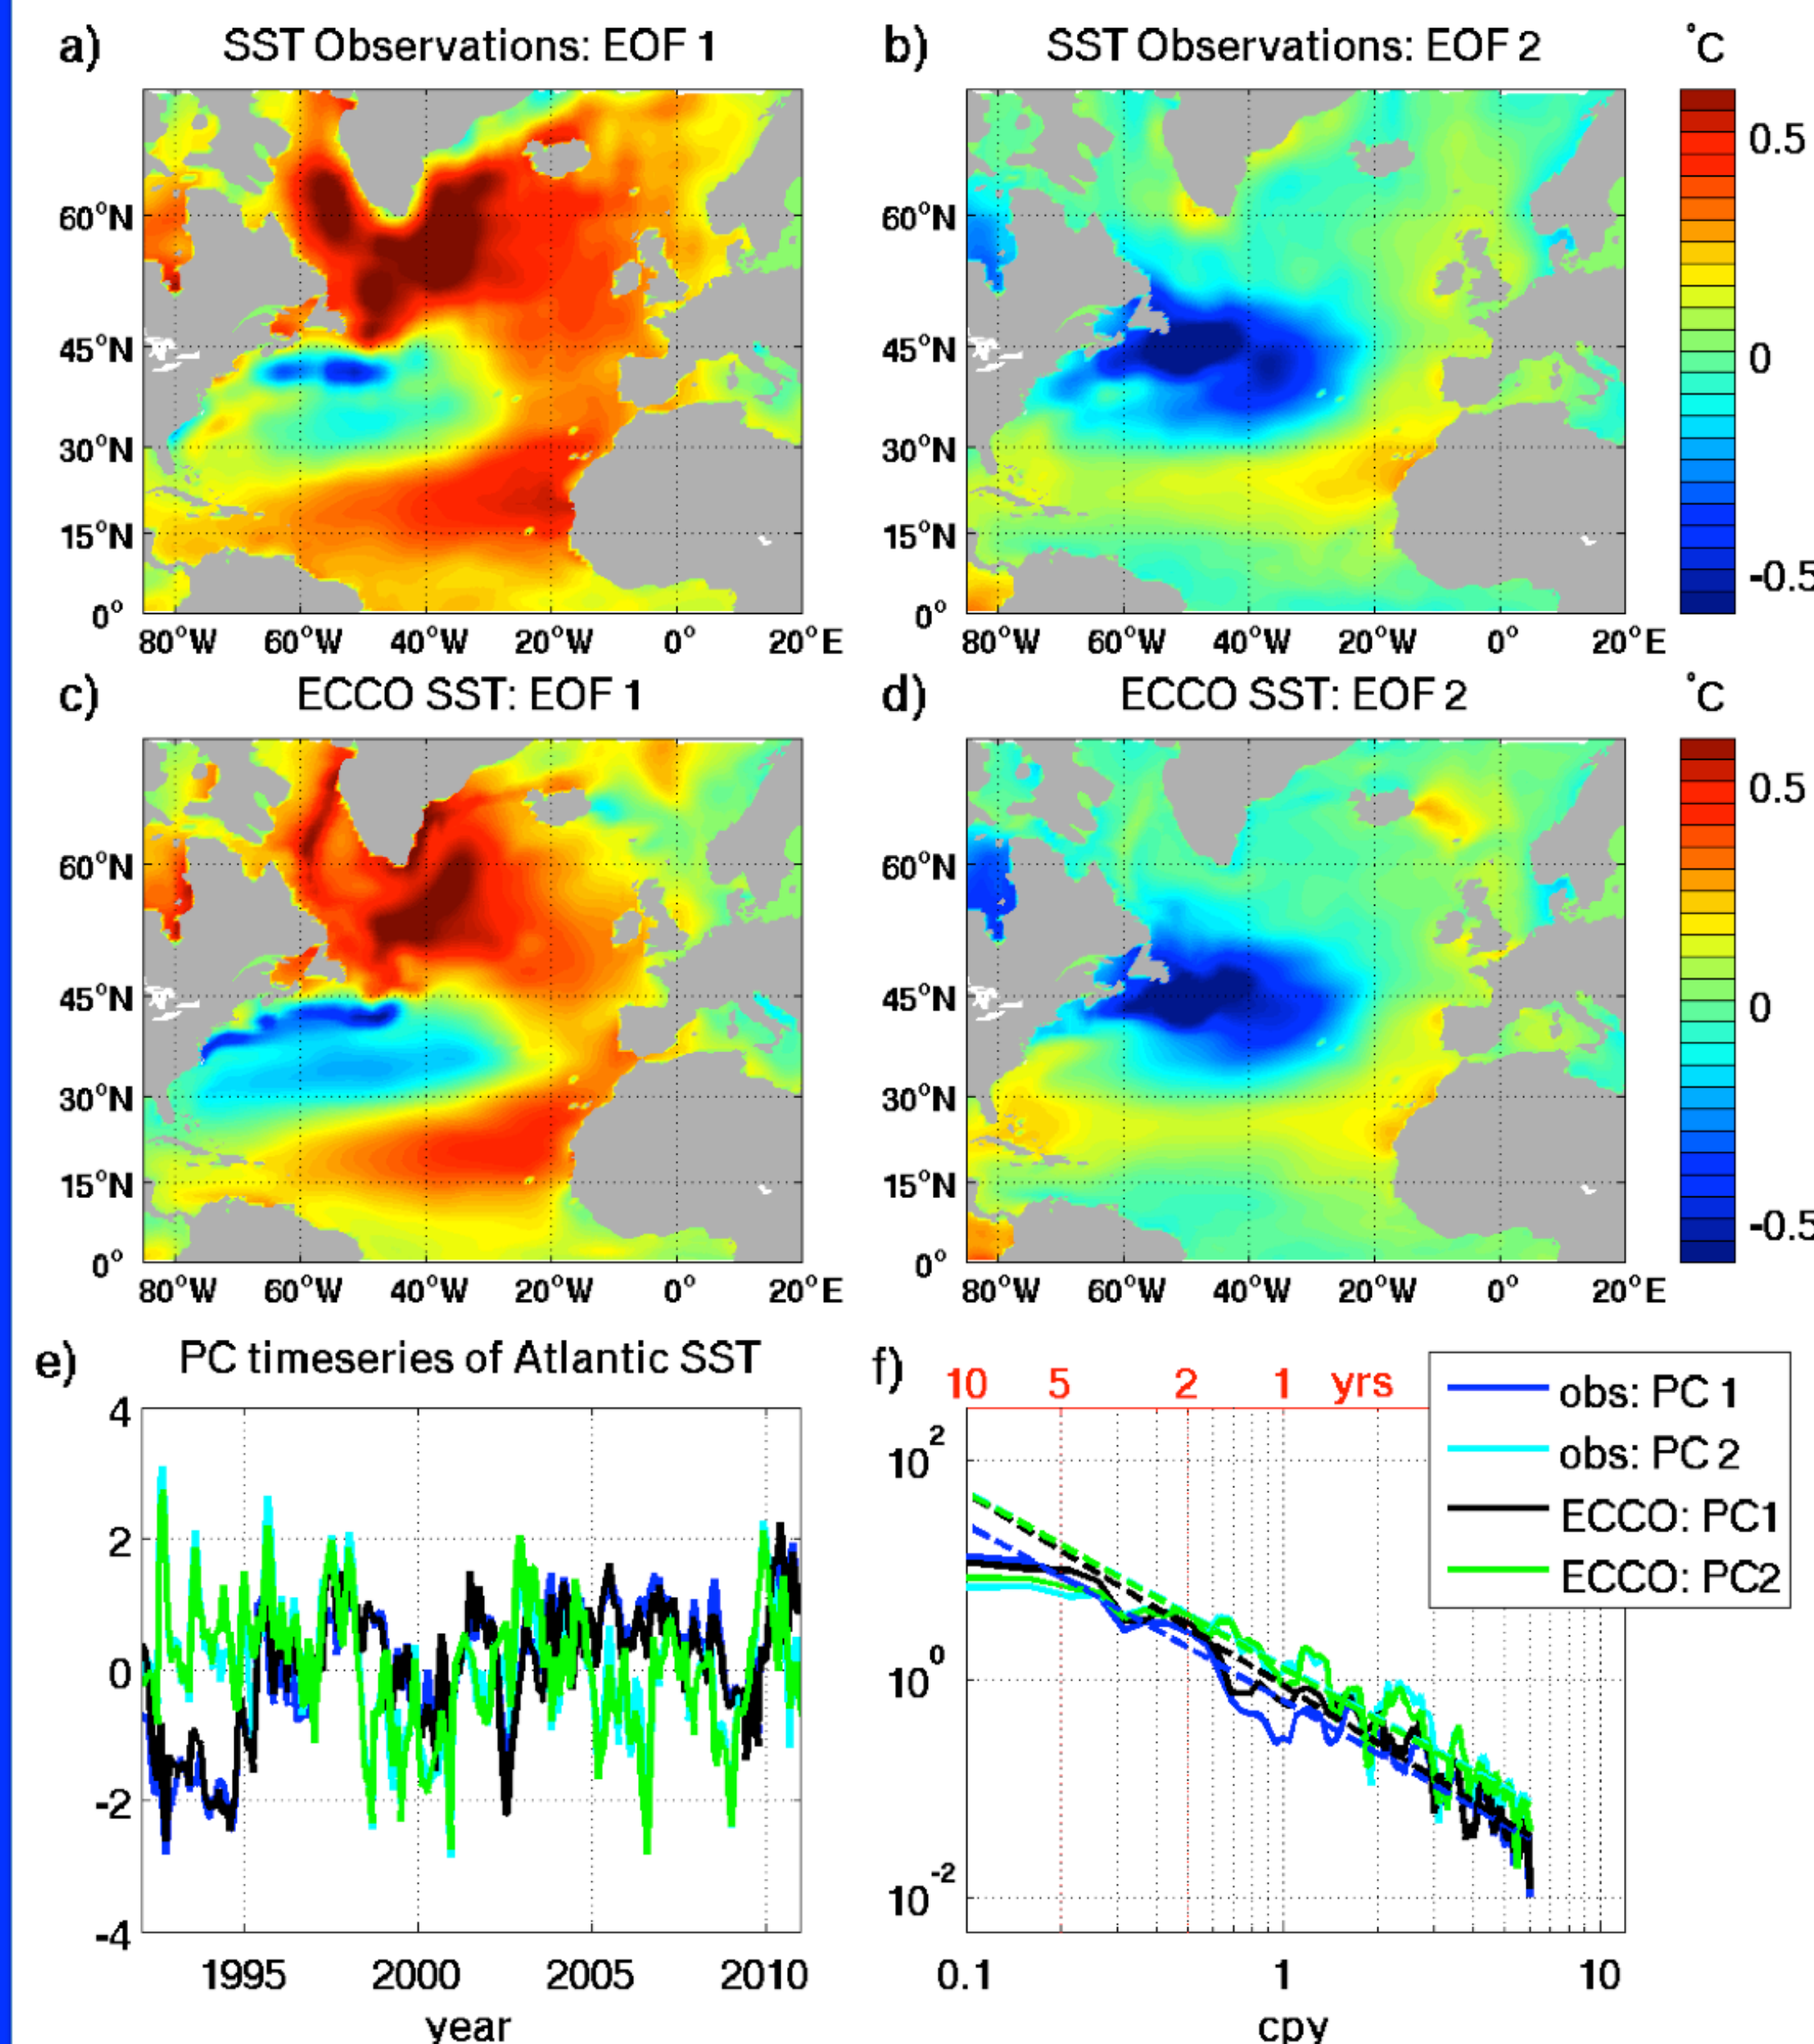 a) SST Observations: EOF 1
b) SST Observations: EOF 2 °C
60°N
45°N
30°N
15°N
0°
80°W 60°W 40°W 20°W 0° 20°E
60°N
45°N
30°N
15°N
0°
80°W 60°W 40°W 20°W 0° 20°E
0.5
0
-0.5
c) ECCO SST: EOF 1
d) ECCO SST: EOF 2 °C
60°N
45°N
30°N
15°N
0°
80°W 60°W 40°W 20°W 0° 20°E
60°N
45°N
30°N
15°N
0°
80°W 60°W 40°W 20°W 0° 20°E
0.5
0
-0.5
e) PC timeseries of Atlantic SST
4
2
0
-2
-4
1995 2000 2005 2010
year
f) 10 5 2 1 yrs
obs: PC 1
obs: PC 2
ECCO: PC1
ECCO: PC2
10²
10⁰
10⁻²
0.1 1 10
cpy